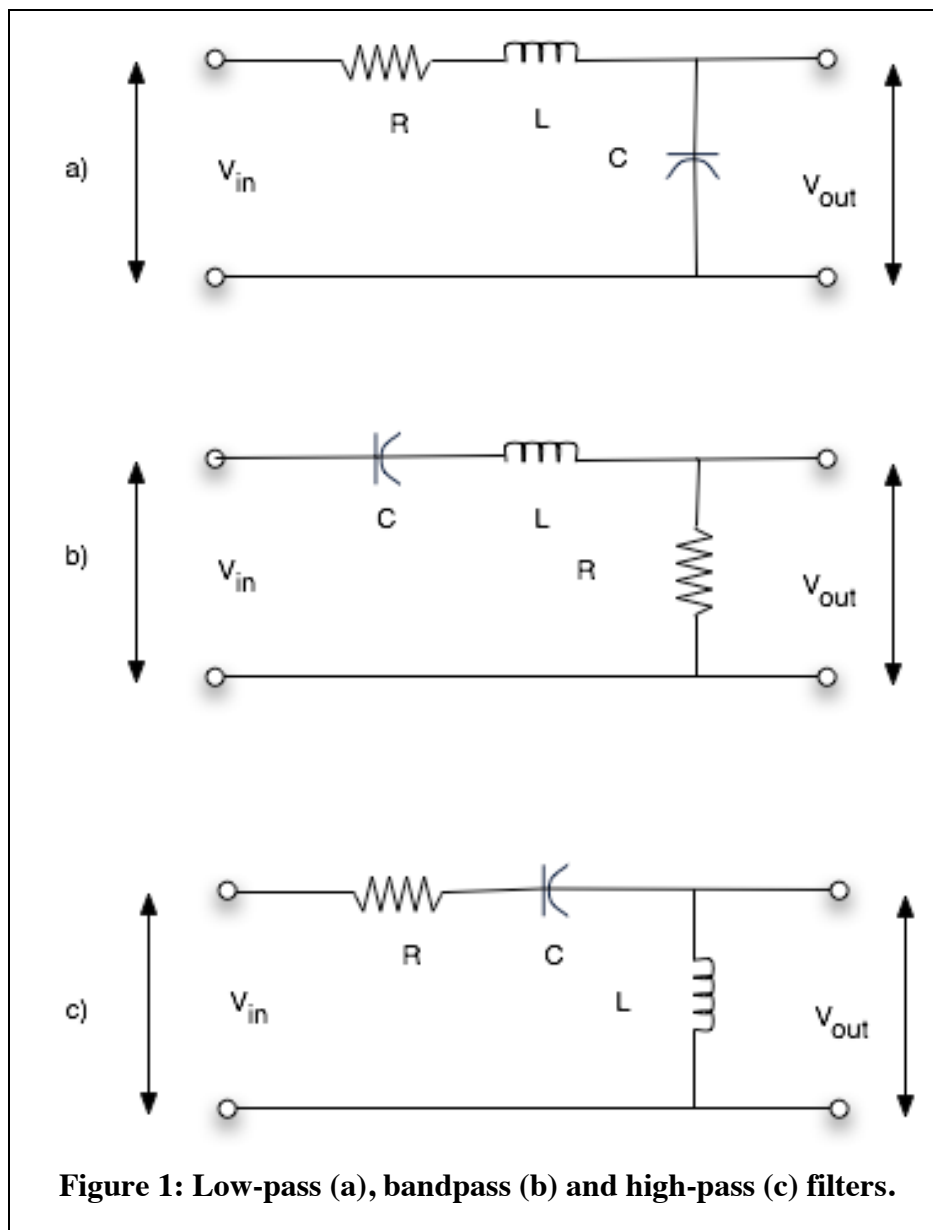 R
L
a)
V_in
C
V_out
C
L
b)
V_in
R
V_out
R
C
c)
V_in
L
V_out
Figure 1: Low-pass (a), bandpass (b) and high-pass (c) filters.